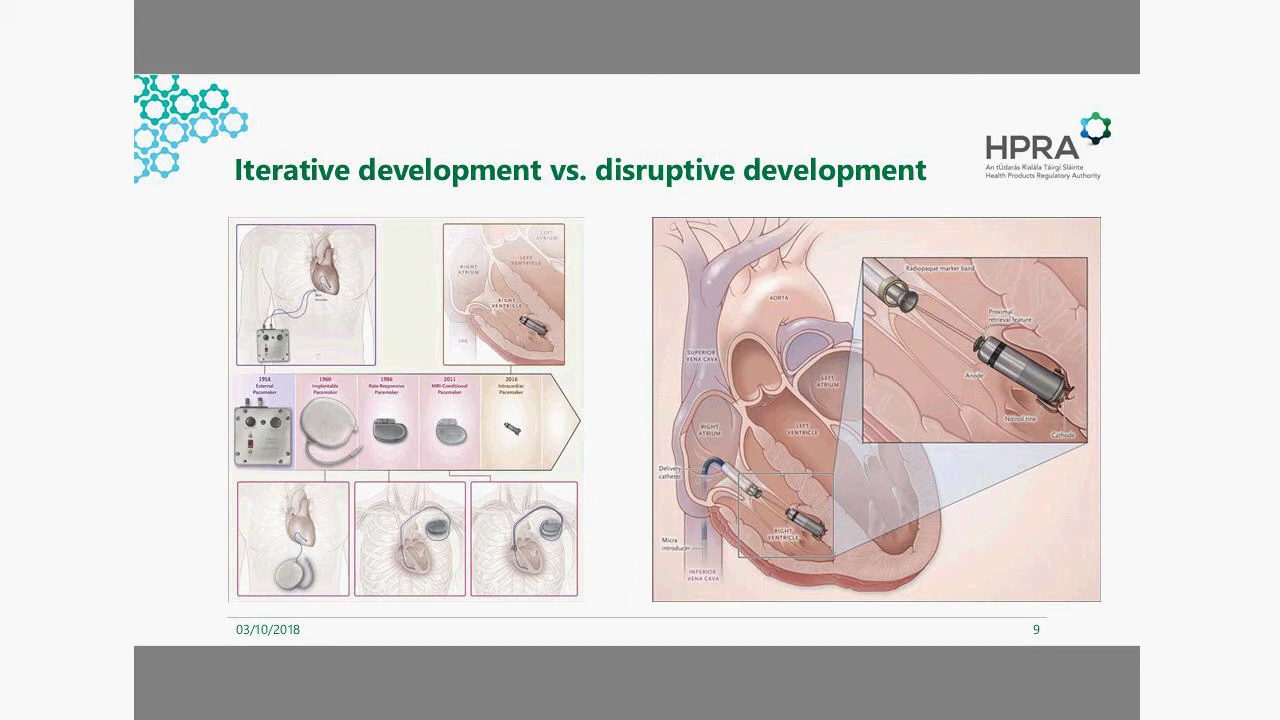 Iterative development vs. disruptive development
HPRA
An tÚdarás Rialála Táirgí Sláinte
Health Products Regulatory Authority
LEFT
ATRIUM
RIGHT
ATRIUM
LEFT
VENTRICLE
RIGHT
VENTRICLE
IVC
1958
External
Pacemaker
1960
Implantable
Pacemaker
1986
Rate-Responsive
Pacemaker
2011
MRI-Conditional
Pacemaker
2016
Intracardiac
Pacemaker
AORTA
SUPERIOR
VENA CAVA
LEFT
ATRIUM
RIGHT
ATRIUM
LEFT
VENTRICLE
Delivery
catheter
RIGHT
VENTRICLE
Micra
introducer
INFERIOR
VENA CAVA
Radiopaque marker band
Proximal
retrieval feature
Anode
Nitinol tine
Cathode
03/10/2018
9